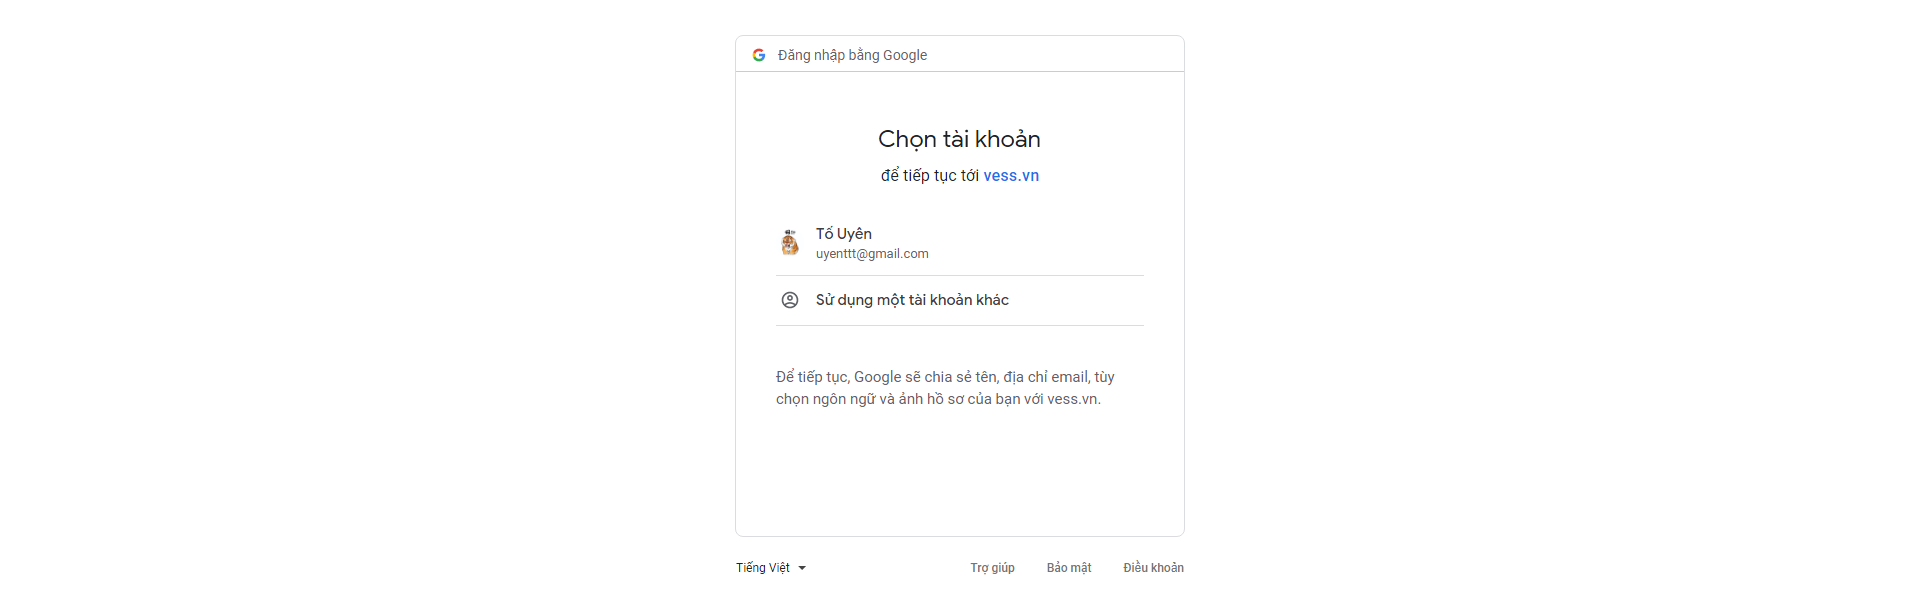 Đăng nhập bằng Google
Chọn tài khoản
để tiếp tục tới vess.vn
Tố Uyên
uyenttt@gmail.com
Sử dụng một tài khoản khác
Để tiếp tục, Google sẽ chia sẻ tên, địa chỉ email, tùy
chọn ngôn ngữ và ảnh hồ sơ của bạn với vess.vn.
Tiếng Việt
Trợ giúp
Bảo mật
Điều khoản